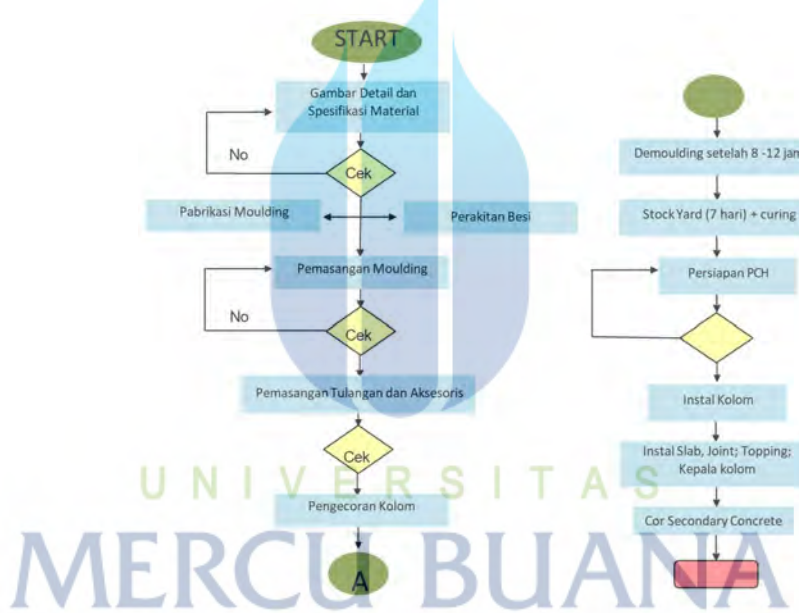 START
Gambar Detail dan
Spesifikasi Material
No
Cek
Pabrikasi Moulding
Perakitan Besi
Pemasangan Moulding
No
Cek
Pemasangan Tulangan dan Aksesoris
Cek
Pengecoran Kolom
A
Demoulding setelah 8 -12 jam
Stock Yard (7 hari) + curing
Persiapan PCH
Instal Kolom
Instal Slab, Joint; Topping;
Kepala kolom
Cor Secondary Concrete
UNIVERSITAS
MERCU BUANA